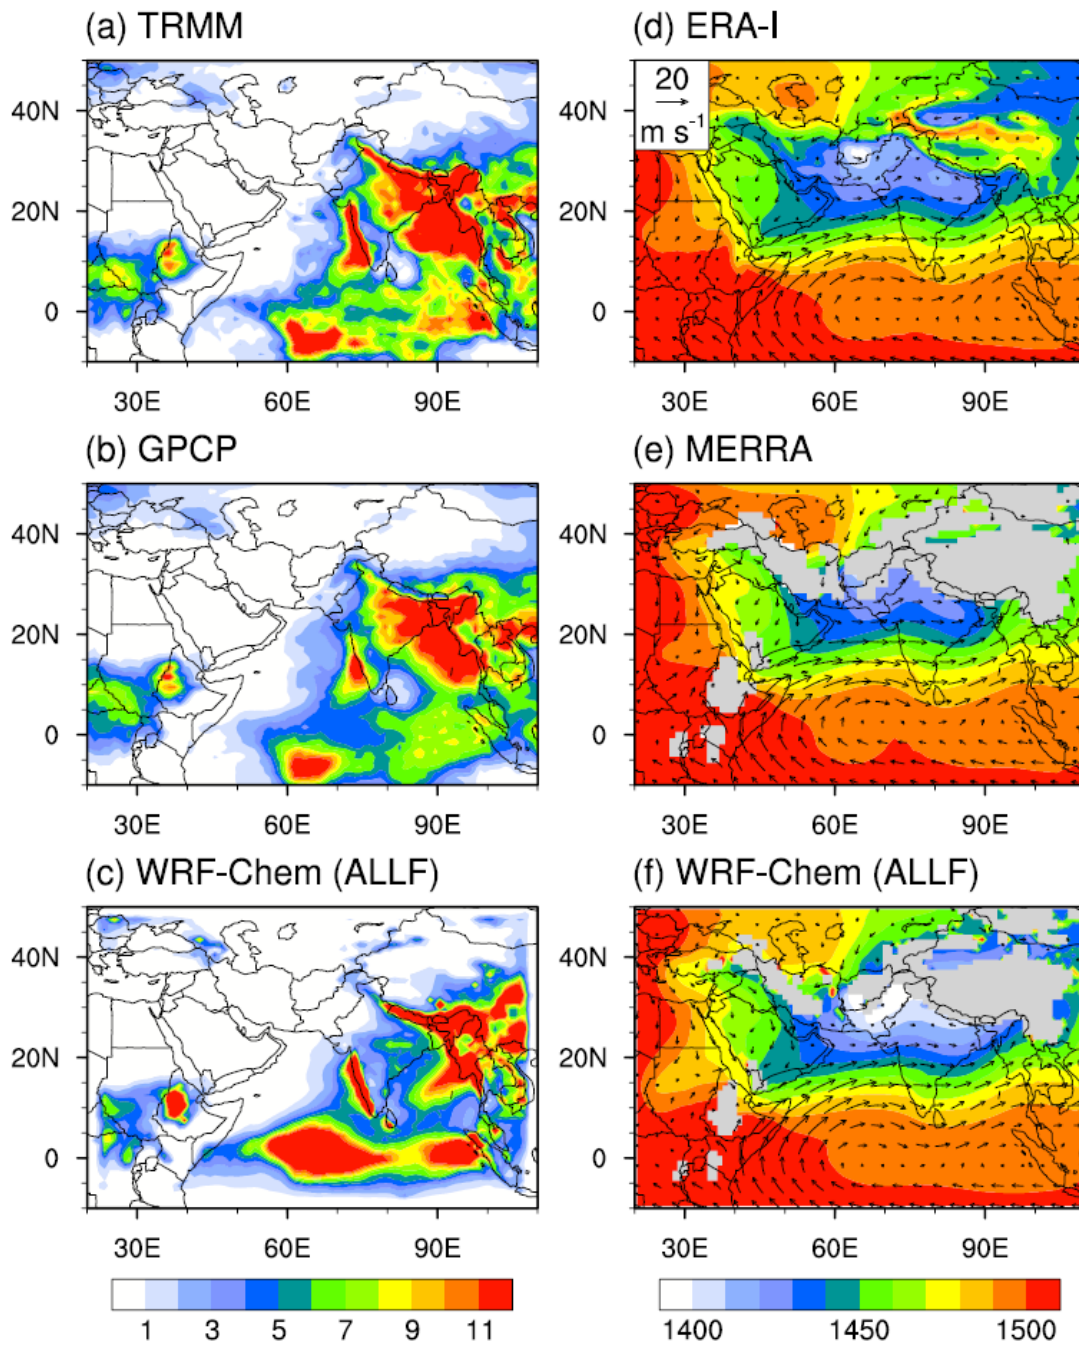 (a) TRMM
40N
20N
0
30E 60E 90E
(d) ERA-I
20
m s⁻¹
40N
20N
0
30E 60E 90E
(b) GPCP
40N
20N
0
30E 60E 90E
(e) MERRA
40N
20N
0
30E 60E 90E
(c) WRF-Chem (ALLF)
40N
20N
0
30E 60E 90E
1 3 5 7 9 11
(f) WRF-Chem (ALLF)
40N
20N
0
30E 60E 90E
1400 1450 1500